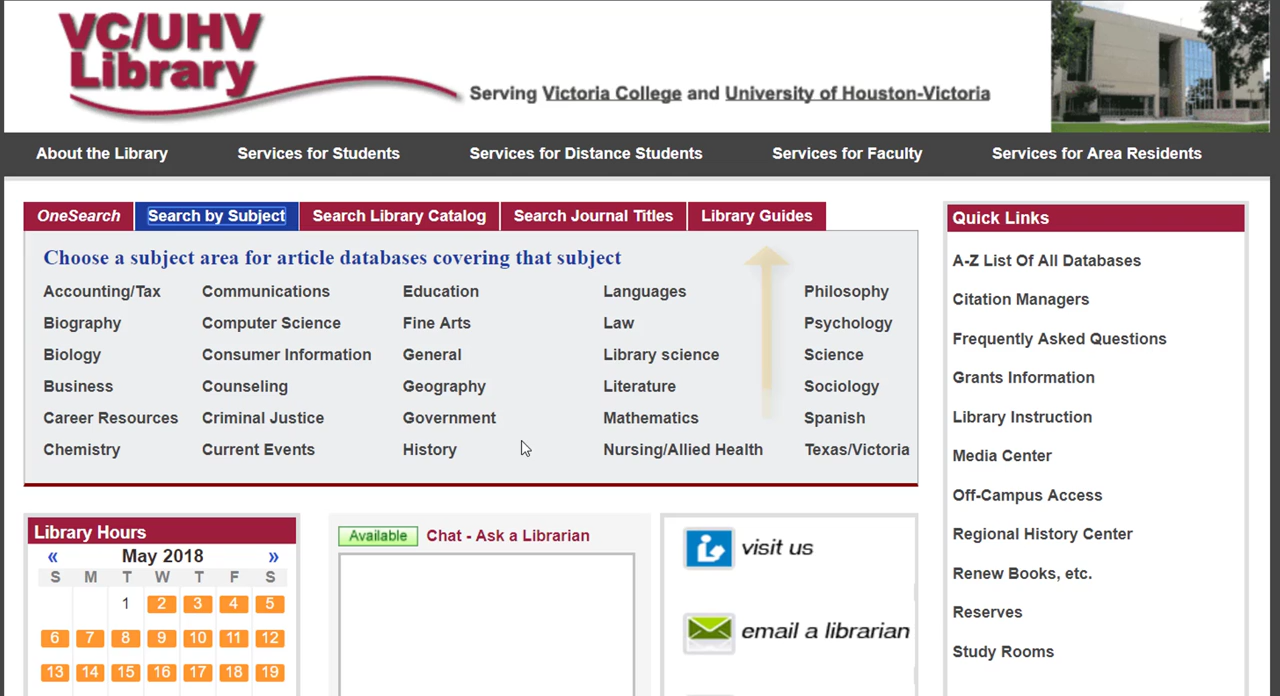 VC/UHV
Library
Serving Victoria College and University of Houston-Victoria
About the Library Services for Students Services for Distance Students Services for Faculty Services for Area Residents
OneSearch Search by Subject Search Library Catalog Search Journal Titles Library Guides
Choose a subject area for article databases covering that subject
Accounting/Tax Communications Education Languages Philosophy
Biography Computer Science Fine Arts Law Psychology
Biology Consumer Information General Library science Science
Business Counseling Geography Literature Sociology
Career Resources Criminal Justice Government Mathematics Spanish
Chemistry Current Events History Nursing/Allied Health Texas/Victoria
Quick Links
A-Z List Of All Databases
Citation Managers
Frequently Asked Questions
Grants Information
Library Instruction
Media Center
Off-Campus Access
Regional History Center
Renew Books, etc.
Reserves
Study Rooms
Library Hours
« May 2018 »
S M T W T F S
1 2 3 4 5
6 7 8 9 10 11 12
13 14 15 16 17 18 19
Available Chat - Ask a Librarian
visit us
email a librarian